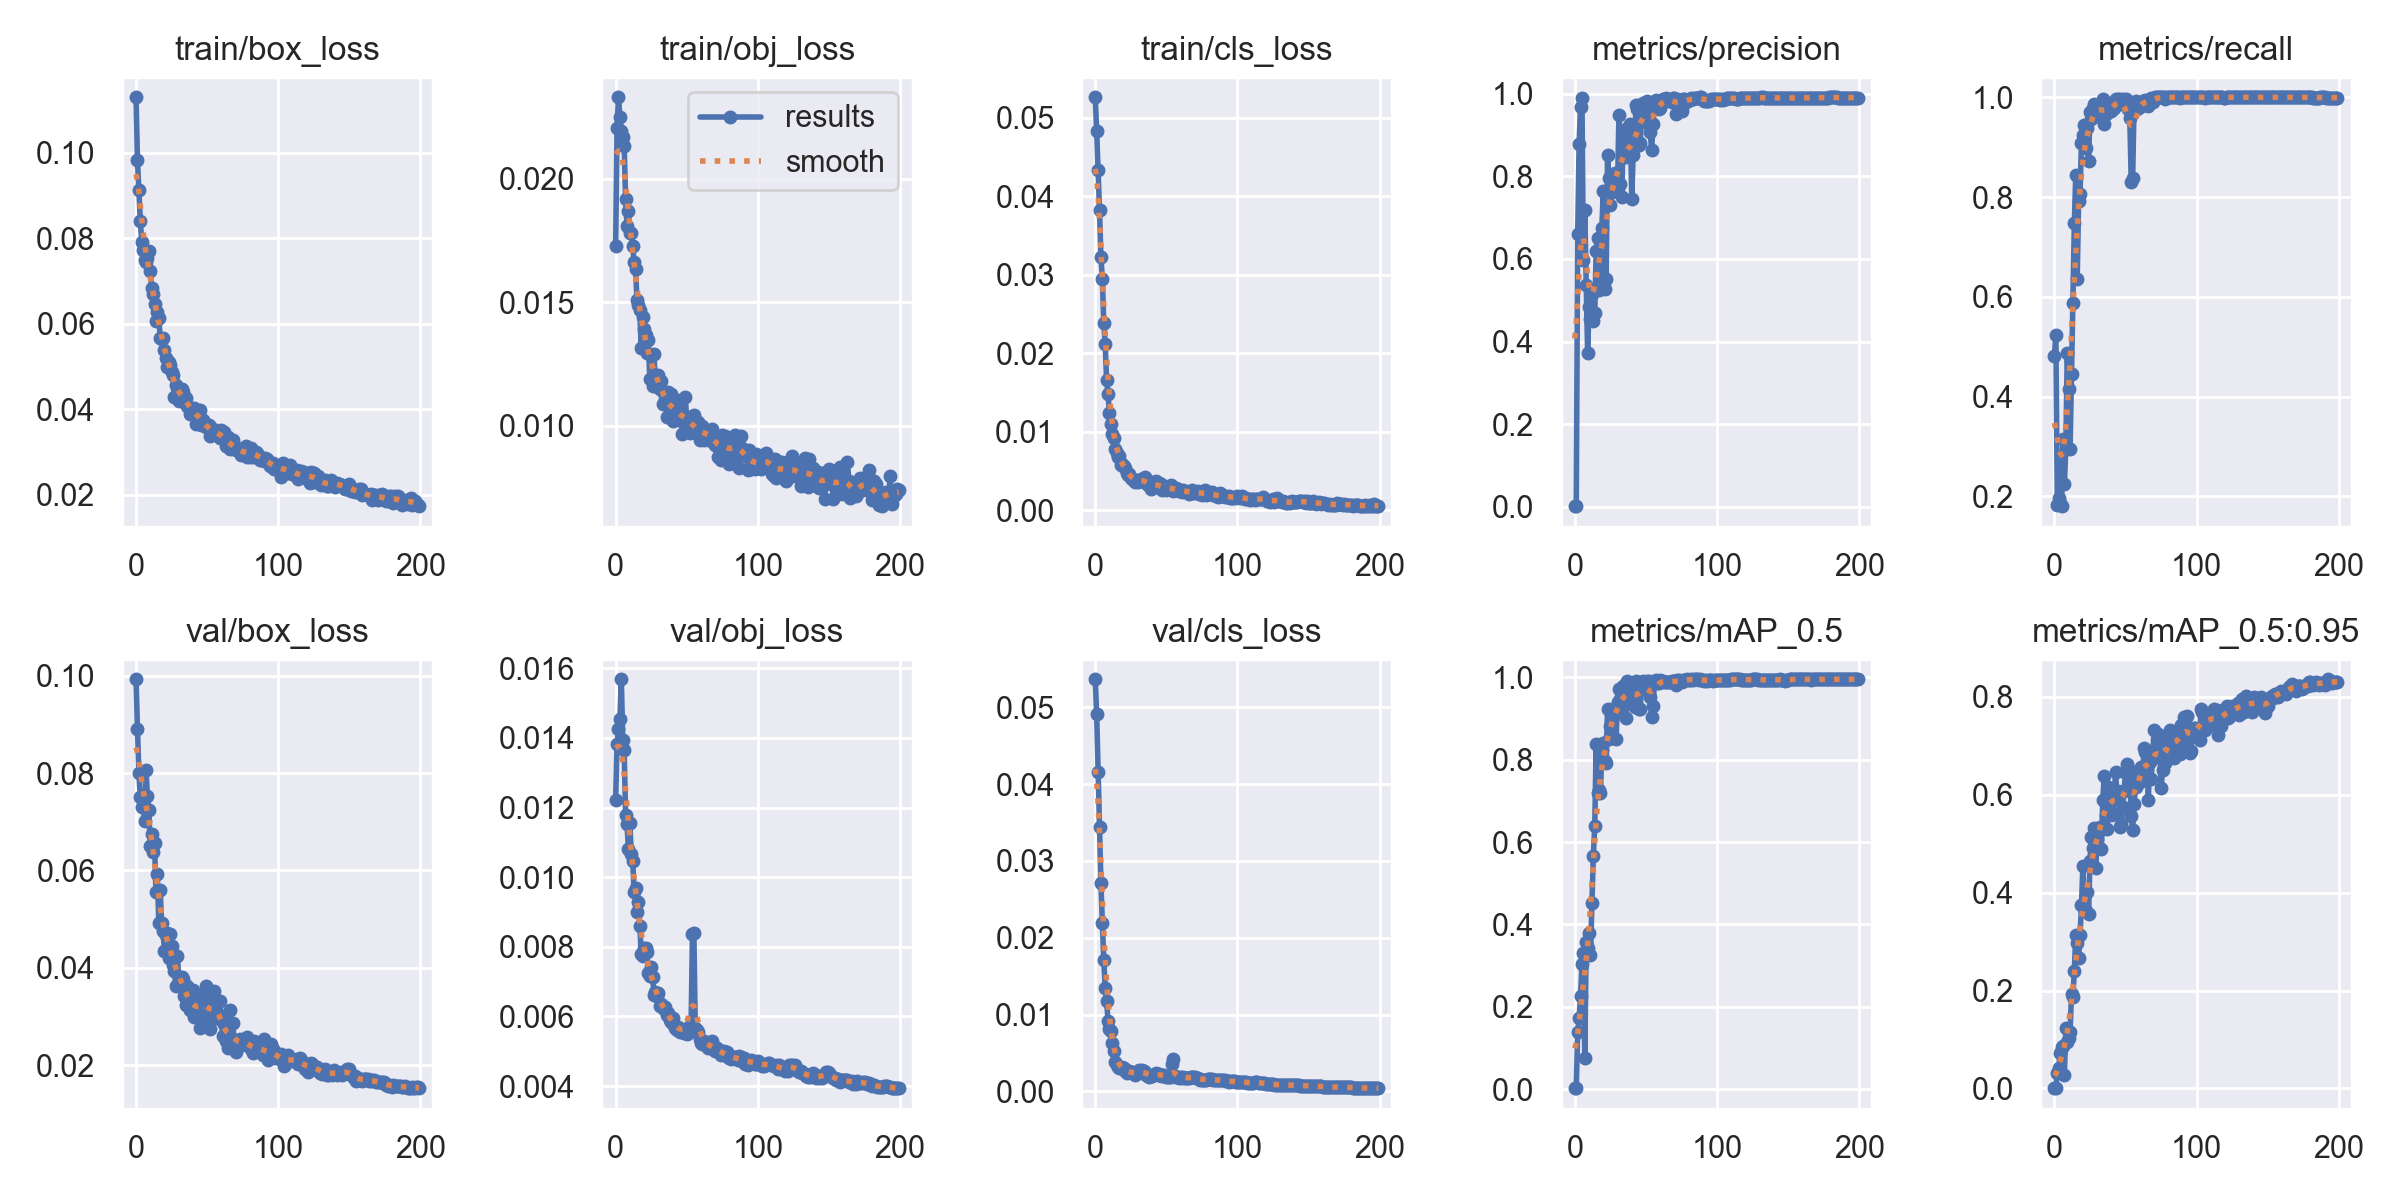 train/box_loss
0.10
0.08
0.06
0.04
0.02
0 100 200
train/obj_loss
results
smooth
0.020
0.015
0.010
0 100 200
train/cls_loss
0.05
0.04
0.03
0.02
0.01
0.00
0 100 200
metrics/precision
1.0
0.8
0.6
0.4
0.2
0.0
0 100 200
metrics/recall
1.0
0.8
0.6
0.4
0.2
0 100 200
val/box_loss
0.10
0.08
0.06
0.04
0.02
0 100 200
val/obj_loss
0.016
0.014
0.012
0.010
0.008
0.006
0.004
0 100 200
val/cls_loss
0.05
0.04
0.03
0.02
0.01
0.00
0 100 200
metrics/mAP_0.5
1.0
0.8
0.6
0.4
0.2
0.0
0 100 200
metrics/mAP_0.5:0.95
0.8
0.6
0.4
0.2
0.0
0 100 200